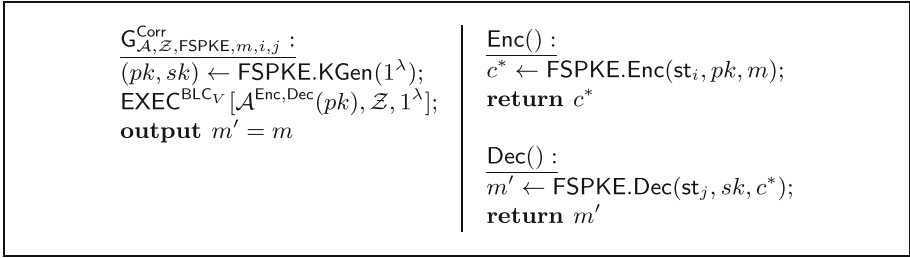 G^{Corr}_{𝒜,𝒵,FSPKE,m,i,j} :
(pk, sk) ← FSPKE.KGen(1^λ);
EXEC^{BLC_V}[𝒜^{Enc,Dec}(pk), 𝒵, 1^λ];
output m′ = m
Enc() :
c* ← FSPKE.Enc(st_i, pk, m);
return c*
Dec() :
m′ ← FSPKE.Dec(st_j, sk, c*);
return m′